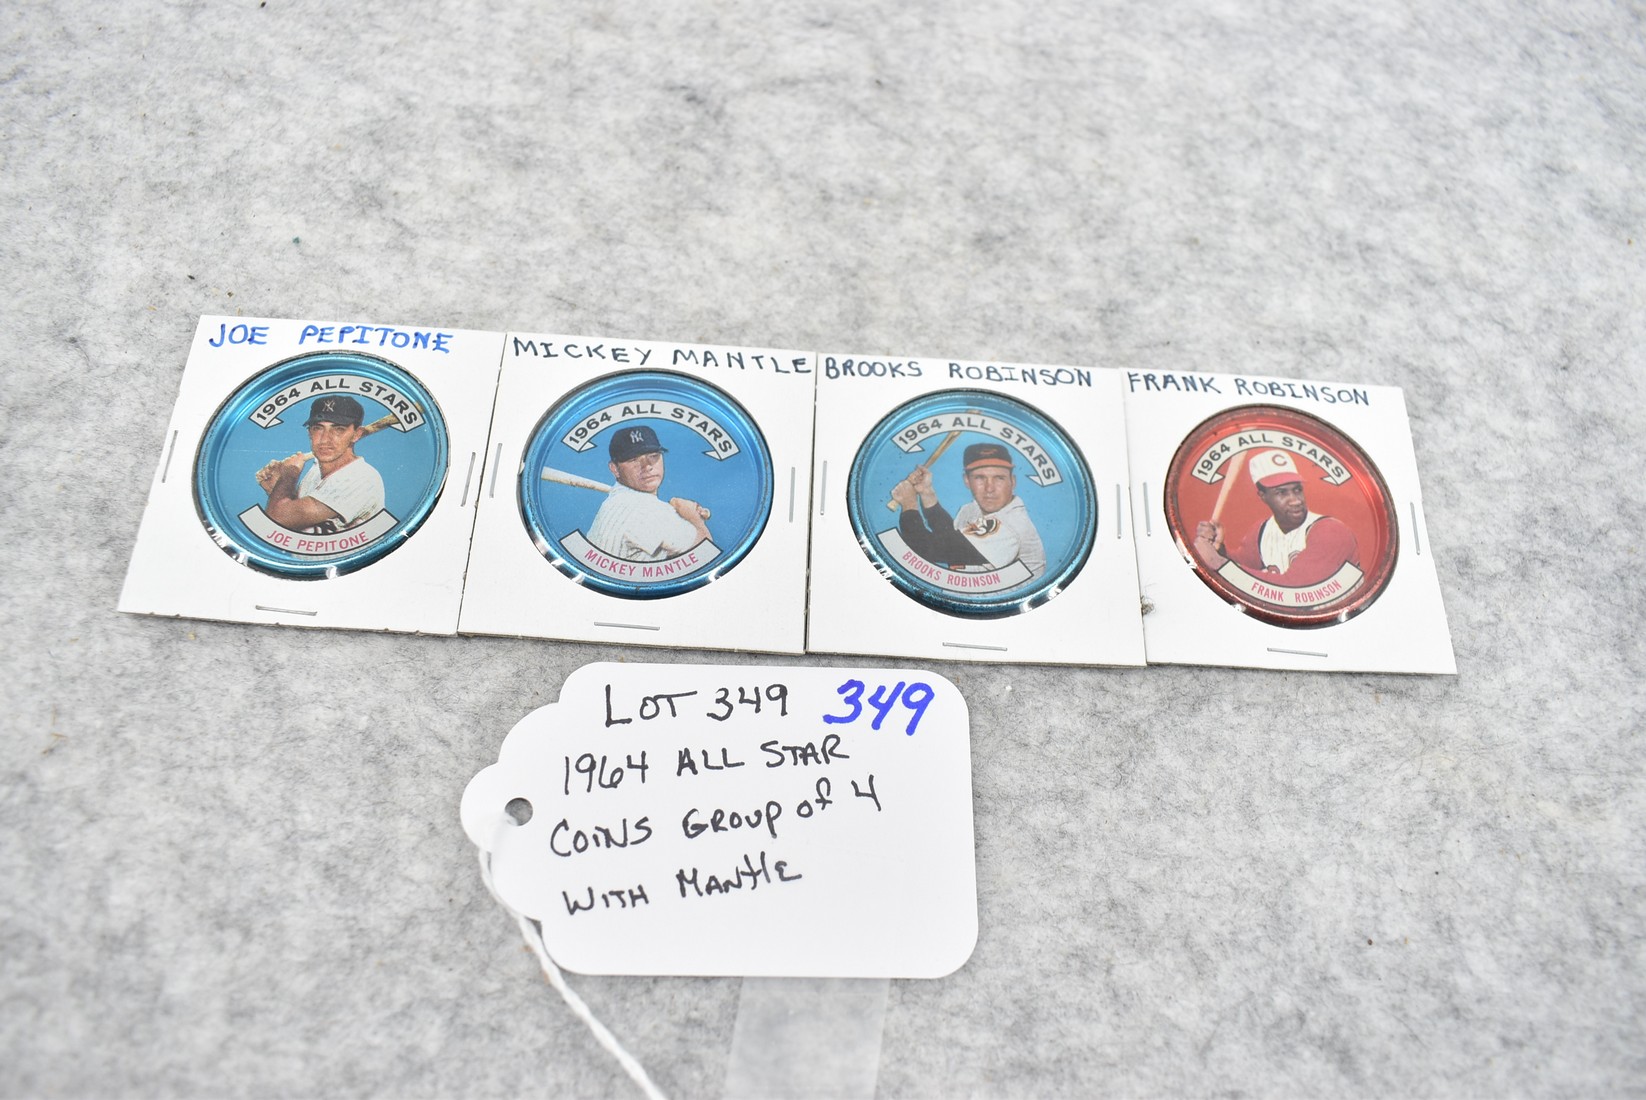 JOE PEPITONE
MICKEY MANTLE
BROOKS ROBINSON
FRANK ROBINSON
1964 ALL STARS
NY
JOE PEPITONE
1964 ALL STARS
NY
MICKEY MANTLE
1964 ALL STARS
BROOKS ROBINSON
1964 ALL STARS
C
FRANK ROBINSON
LOT 349 349
1964 ALL STAR
COINS GROUP of 4
WITH MANTLE